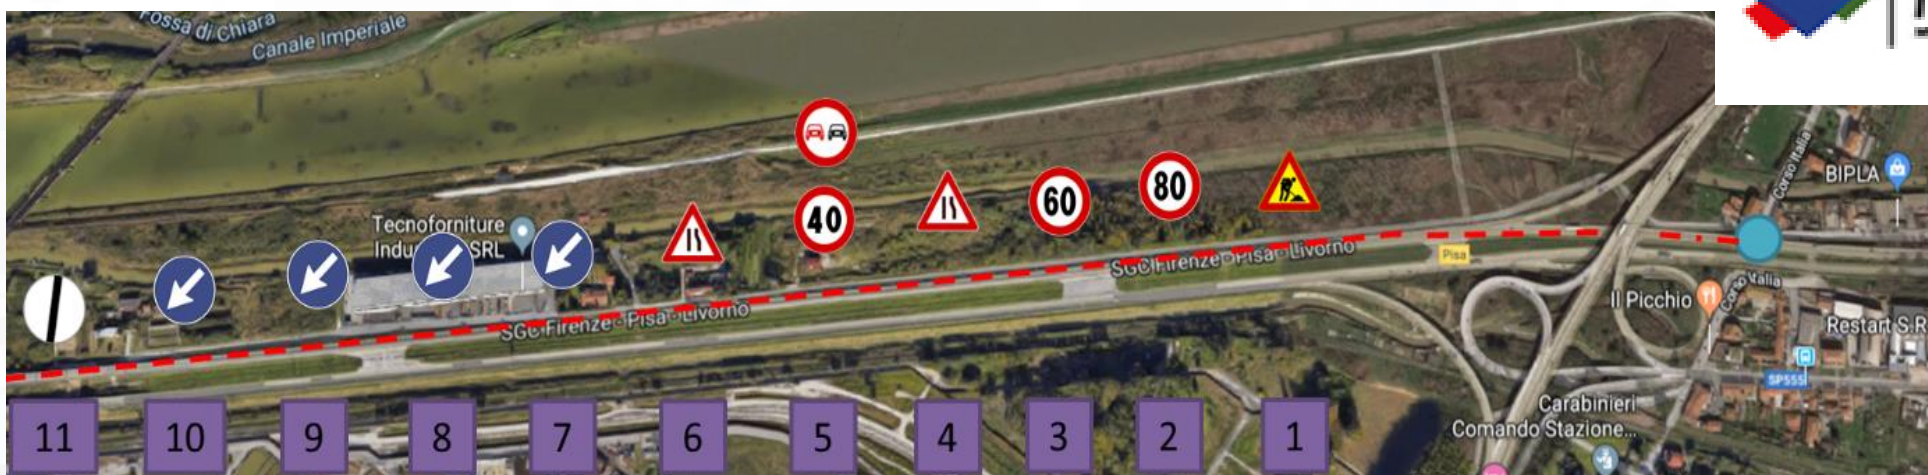 Fossa di Chiara
Canale Imperiale
Corso Italia
BIPLA
80
60
40
Tecnoforniture
SRL
SGC Firenze - Pisa - Livorno
Pisa
Corso Italia
Il Picchio
SGC Firenze - Pisa - Livorno
Restart S.R
SP555
Carabinieri
Comando Stazione...
11
10
9
8
7
6
5
4
3
2
1